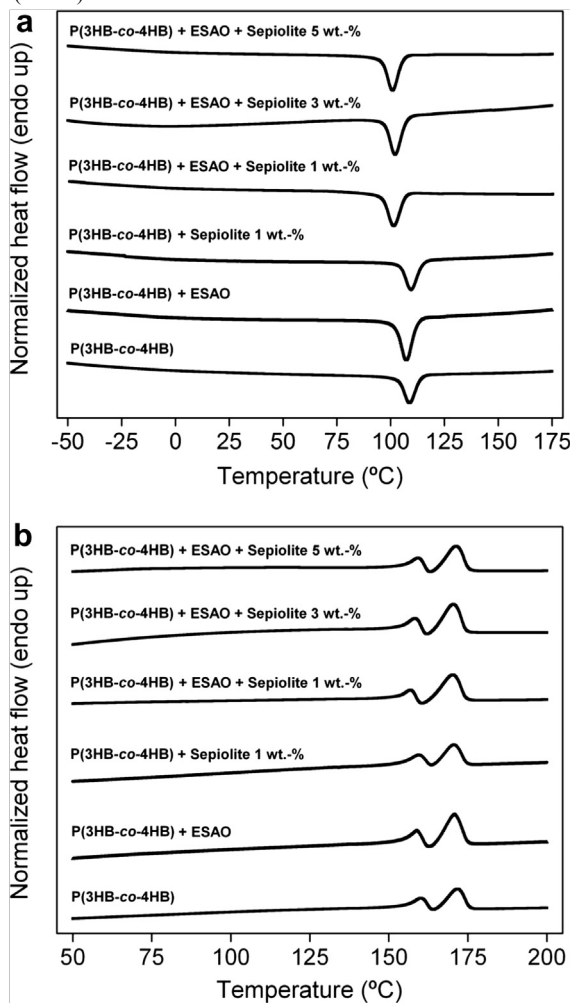 a
P(3HB-co-4HB) + ESAO + Sepiolite 5 wt.-%
P(3HB-co-4HB) + ESAO + Sepiolite 3 wt.-%
P(3HB-co-4HB) + ESAO + Sepiolite 1 wt.-%
P(3HB-co-4HB) + Sepiolite 1 wt.-%
P(3HB-co-4HB) + ESAO
P(3HB-co-4HB)
Normalized heat flow (endo up)
-50 -25 0 25 50 75 100 125 150 175
Temperature (ºC)
b
P(3HB-co-4HB) + ESAO + Sepiolite 5 wt.-%
P(3HB-co-4HB) + ESAO + Sepiolite 3 wt.-%
P(3HB-co-4HB) + ESAO + Sepiolite 1 wt.-%
P(3HB-co-4HB) + Sepiolite 1 wt.-%
P(3HB-co-4HB) + ESAO
P(3HB-co-4HB)
Normalized heat flow (endo up)
50 75 100 125 150 175 200
Temperature (ºC)